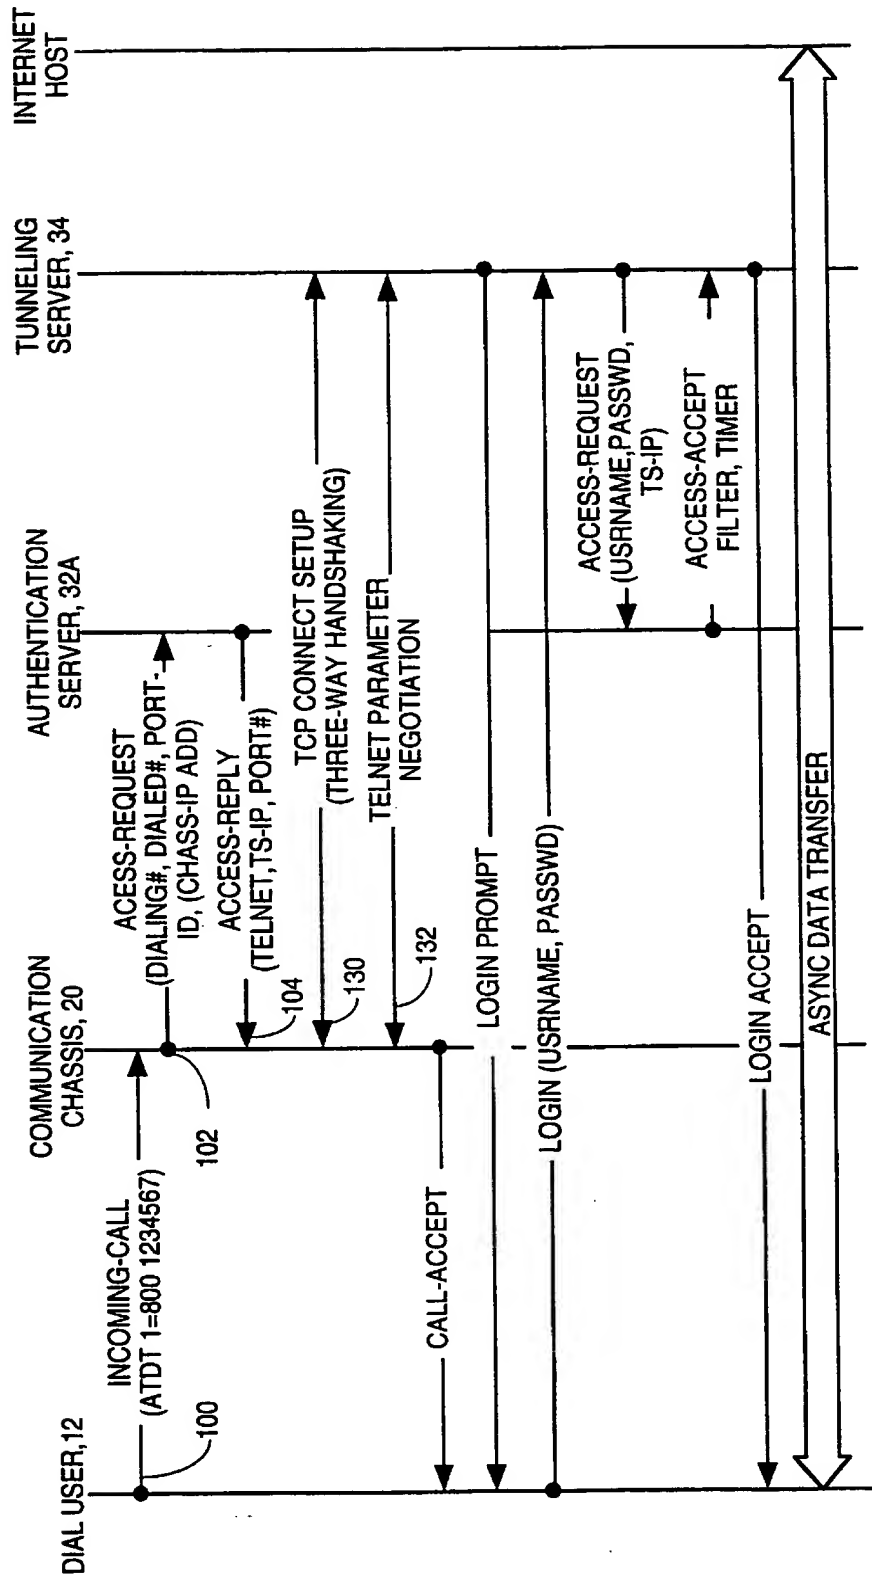 DIAL USER,12
COMMUNICATION
CHASSIS, 20
AUTHENTICATION
SERVER, 32A
TUNNELING
SERVER, 34
INTERNET
HOST
INCOMING-CALL
(ATDT 1=800 1234567)
100
102
ACESS-REQUEST
(DIALING#, DIALED#, PORT-
ID, (CHASS-IP ADD)
ACCESS-REPLY
(TELNET,TS-IP, PORT#)
104
TCP CONNECT SETUP
(THREE-WAY HANDSHAKING)
130
TELNET PARAMETER
NEGOTIATION
132
CALL-ACCEPT
LOGIN PROMPT
LOGIN (USRNAME, PASSWD)
ACCESS-REQUEST
(USRNAME,PASSWD,
TS-IP)
ACCESS-ACCEPT
FILTER, TIMER
LOGIN ACCEPT
ASYNC DATA TRANSFER